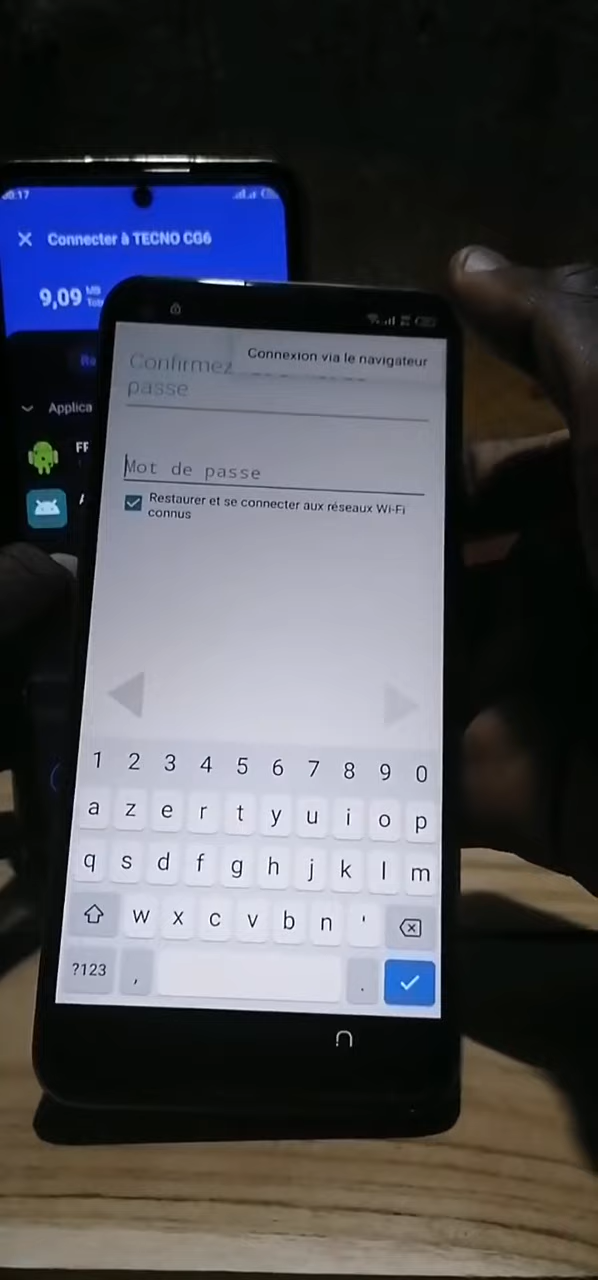 17
Connecter à TECNO CG6
9,09 MB
Applica
FF
Connexion via le navigateur
Confirmez
passe
Mot de passe
Restaurer et se connecter aux réseaux Wi-Fi
connus
1 2 3 4 5 6 7 8 9 0
a z e r t y u i o p
q s d f g h j k l m
w x c v b n '
?123 , .